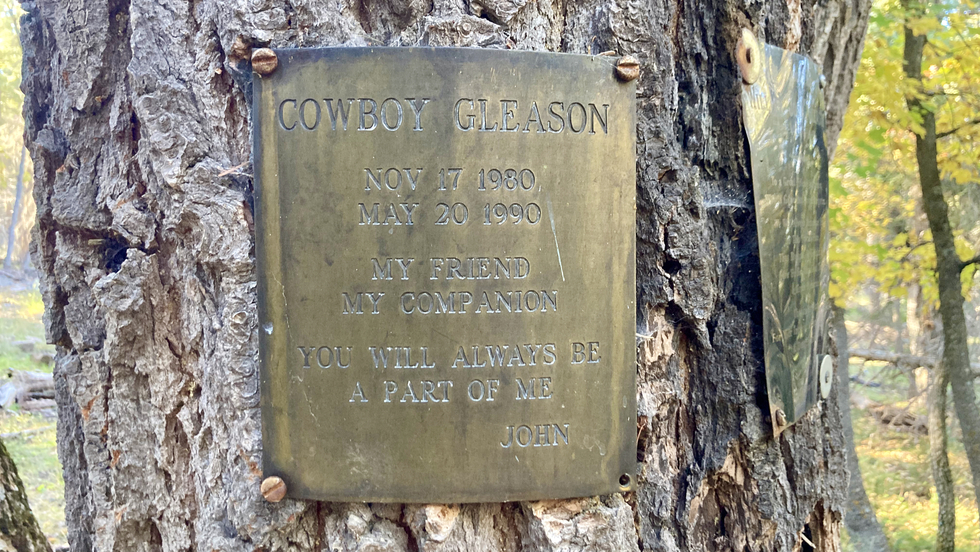 COWBOY GLEASON
NOV 17 1980
MAY 20 1990
MY FRIEND
MY COMPANION
YOU WILL ALWAYS BE
A PART OF ME
JOHN